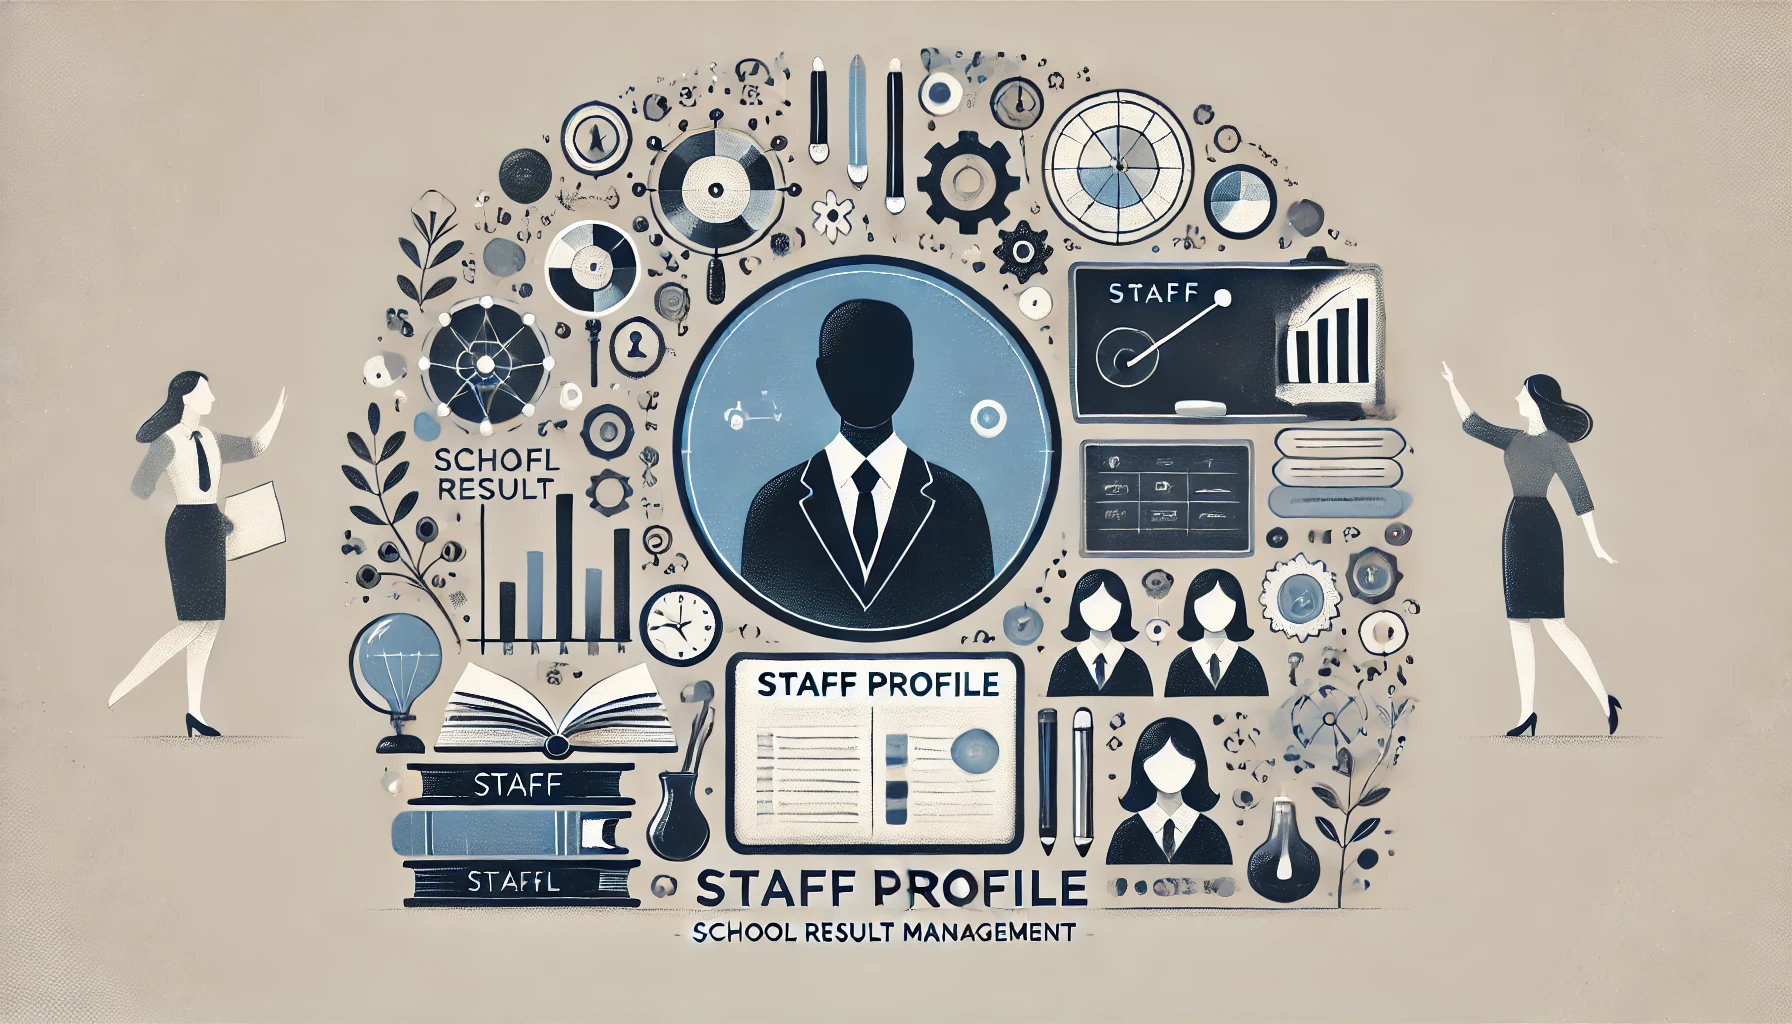 STAFF
SCHOFL
RESULT
STAFF PROFILE
STAFF
STAFFL
STAFF PROFILE
SCHOOL RESULT MANAGEMENT